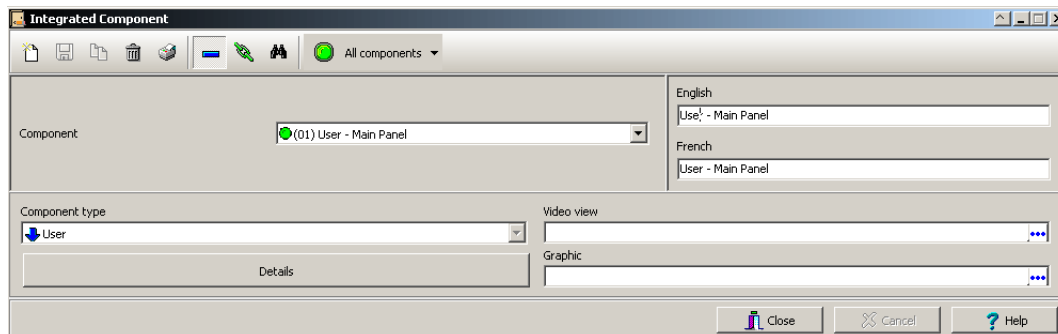 Integrated Component
All components
Component
(01) User - Main Panel
English
User - Main Panel
French
User - Main Panel
Component type
User
Details
Video view
Graphic
Close
Cancel
Help